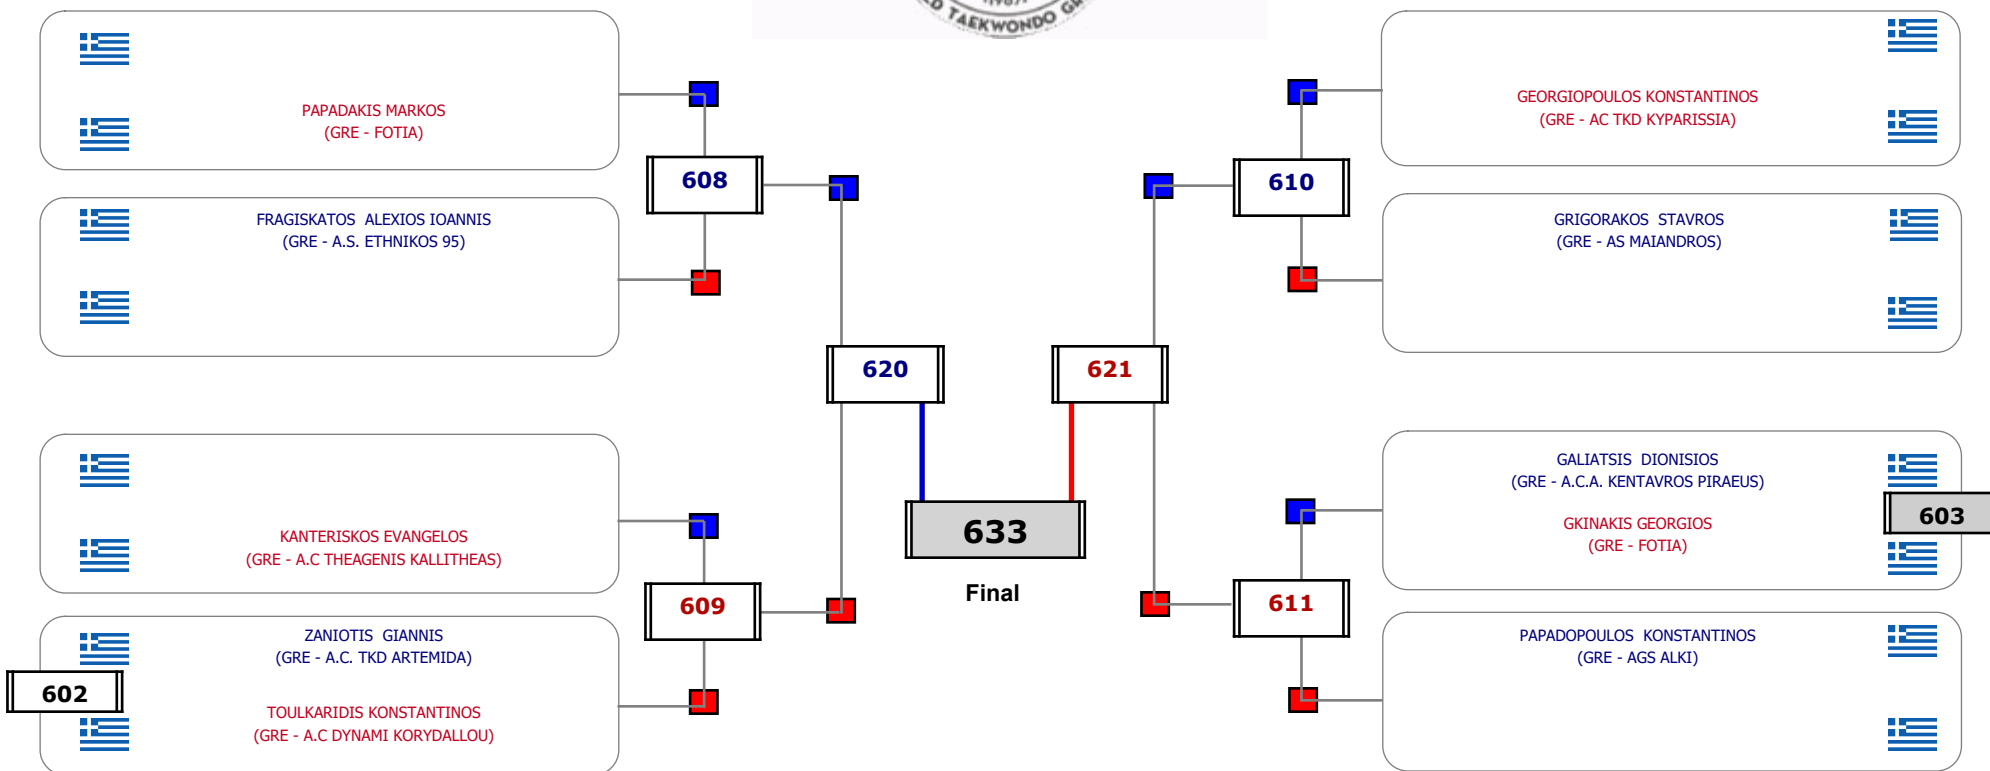 TAEKWONDO
PAPADAKIS MARKOS
(GRE - FOTIA)
FRAGISKATOS ALEXIOS IOANNIS
(GRE - A.S. ETHNIKOS 95)
608
620
KANTERISKOS EVANGELOS
(GRE - A.C THEAGENIS KALLITHEAS)
609
ZANIOTIS GIANNIS
(GRE - A.C. TKD ARTEMIDA)
602
TOULKARIDIS KONSTANTINOS
(GRE - A.C DYNAMI KORYDALLOU)
633
Final
GEORGIOPOULOS KONSTANTINOS
(GRE - AC TKD KYPARISSIA)
610
GRIGORAKOS STAVROS
(GRE - AS MAIANDROS)
621
GALIATSIS DIONISIOS
(GRE - A.C.A. KENTAVROS PIRAEUS)
603
GKINAKIS GEORGIOS
(GRE - FOTIA)
611
PAPADOPOULOS KONSTANTINOS
(GRE - AGS ALKI)